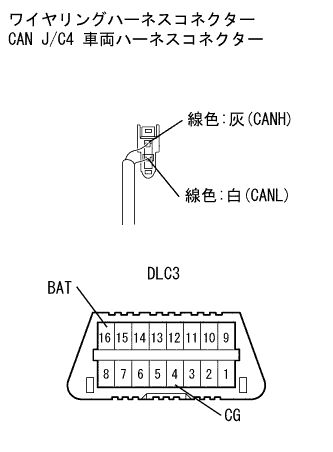 ワイヤリングハーネスコネクター
CAN J/C4 車両ハーネスコネクター
線色:灰(CANH)
線色:白(CANL)
DLC3
BAT
16 15 14 13 12 11 10 9
8 7 6 5 4 3 2 1
CG